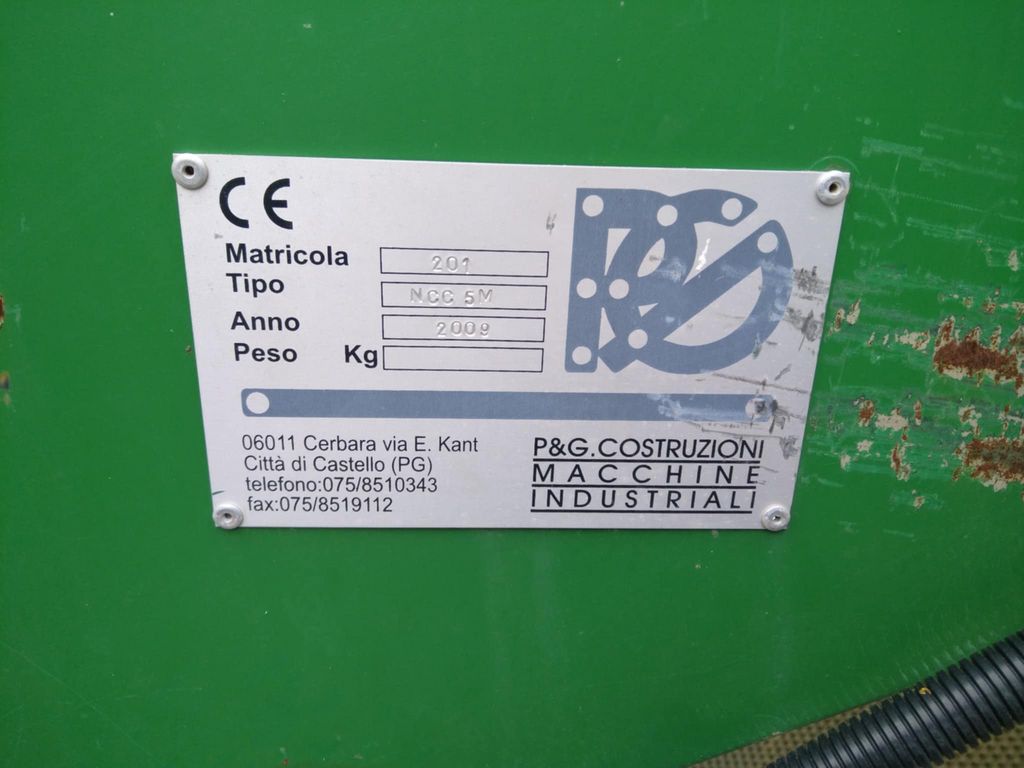 CE
Matricola 201
Tipo NCC 5M
Anno 2009
Peso Kg
06011 Cerbara via E. Kant
Città di Castello (PG)
telefono:075/8510343
fax:075/8519112
P&G.COSTRUZIONI
MACCHINE
INDUSTRIALI